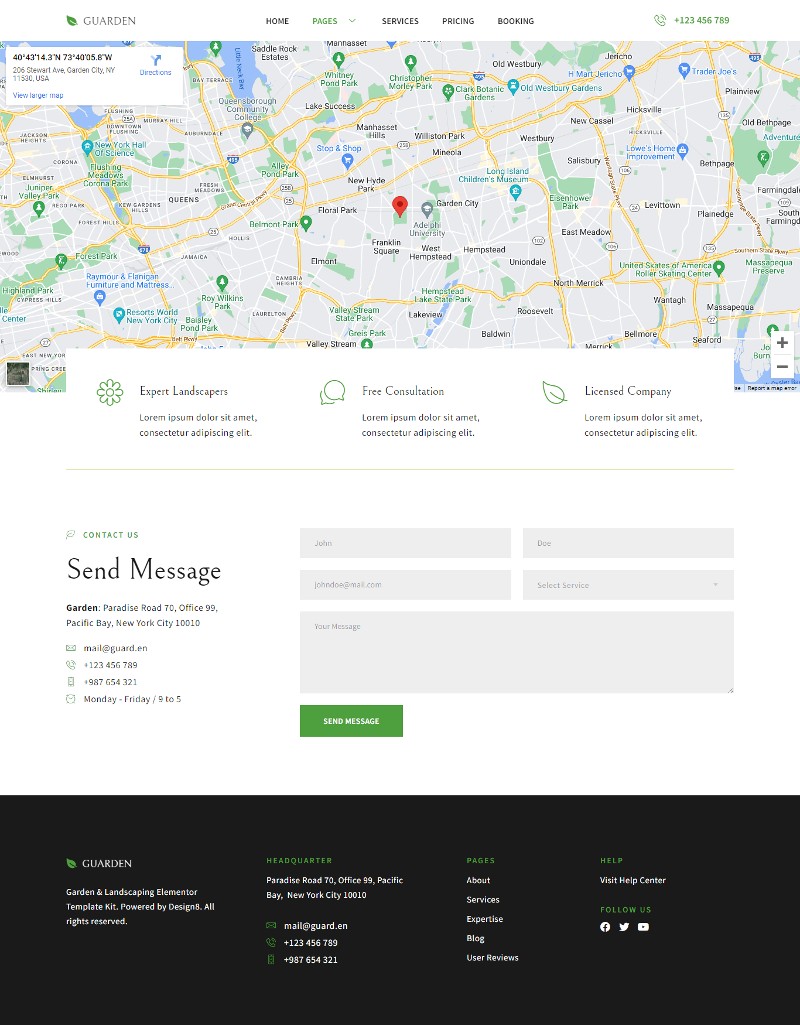 GUARDEN
HOME
PAGES
SERVICES
PRICING
BOOKING
+123 456 789
40°43'14.3"N 73°40'05.8"W
206 Stewart Ave, Garden City, NY
11530, USA
Directions
View larger map
Saddle Rock
Estates
Manhasset
Whitney
Pond Park
Christopher
Morley Park
Old Westbury
Jericho
H Mart Jericho
Trader Joe's
Clark Botanic
Gardens
Old Westbury Gardens
Plainview
BAY TERRACE
Queensborough
Community
College
Lake Success
Hicksville
FLUSHING
DOWNTOWN
FLUSHING
MURRAY HILL
AUBURNDALE
Manhasset
Hills
Williston Park
New Cassel
Westbury
HICKSVILLE
Old Bethpage
JACKSON
HEIGHTS
New York Hall
Of Science
Stop & Shop
Mineola
Lowe's Home
Improvement
Adventure
CORONA
Flushing
Meadows
Corona Park
Alley
Pond Park
Salisbury
Bethpage
ELMHURST
Juniper
Valley Park
REGO PARK
KEW GARDENS
HILLS
FRESH
MEADOWS
QUEENS
New Hyde
Park
Long Island
Children's Museum
Eisenhower
Park
Farmingdale
FOREST HILLS
Floral Park
Garden City
Levittown
Plainedge
South
Farming
Belmont Park
Adelphi
University
HOLLIS
East Meadow
Franklin
Square
West
Hempstead
Hempstead
Forest Park
JAMAICA
Elmont
Uniondale
United States of America
Roller Skating Center
Massapequa
Preserve
Raymour & Flanigan
Furniture and Mattress...
CAMBRIA
HEIGHTS
North Merrick
Highland Park
CYPRESS HILLS
Roy Wilkins
Park
Hempstead
Lake State Park
Wantagh
Massapequa
Resorts World
New York City
LAURELTON
Valley Stream
State Park
Lakeview
Roosevelt
Baisley
Pond Park
Greis Park
Baldwin
Bellmore
Seaford
EAST NEW YOR
Valley Stream
Report a map error
Expert Landscapers
Lorem ipsum dolor sit amet,
consectetur adipiscing elit.
Free Consultation
Lorem ipsum dolor sit amet,
consectetur adipiscing elit.
Licensed Company
Lorem ipsum dolor sit amet,
consectetur adipiscing elit.
CONTACT US
Send Message
Garden: Paradise Road 70, Office 99,
Pacific Bay, New York City 10010
mail@guard.en
+123 456 789
+987 654 321
Monday - Friday / 9 to 5
John
Doe
johndoe@mail.com
Select Service
Your Message
SEND MESSAGE
GUARDEN
Garden & Landscaping Elementor
Template Kit. Powered by Design8. All
rights reserved.
HEADQUARTER
Paradise Road 70, Office 99, Pacific
Bay, New York City 10010
mail@guard.en
+123 456 789
+987 654 321
PAGES
About
Services
Expertise
Blog
User Reviews
HELP
Visit Help Center
FOLLOW US